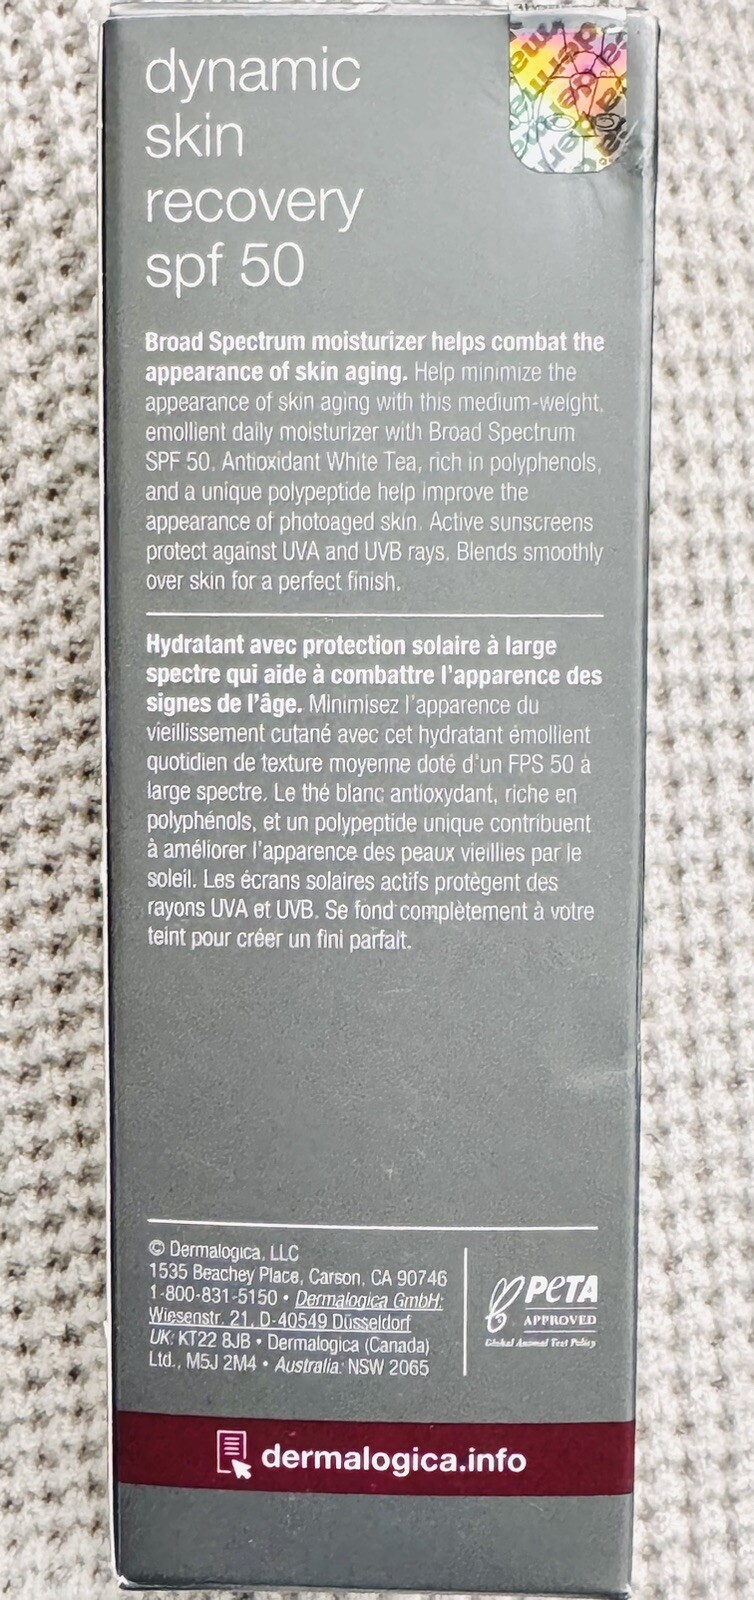 dynamic
skin
recovery
spf 50
Broad Spectrum moisturizer helps combat the
appearance of skin aging. Help minimize the
appearance of skin aging with this medium-weight,
emollient daily moisturizer with Broad Spectrum
SPF 50. Antioxidant White Tea, rich in polyphenols,
and a unique polypeptide help improve the
appearance of photoaged skin. Active sunscreens
protect against UVA and UVB rays. Blends smoothly
over skin for a perfect finish.
Hydratant avec protection solaire à large
spectre qui aide à combattre l'apparence des
signes de l'âge. Minimisez l'apparence du
vieillissement cutané avec cet hydratant émollient
quotidien de texture moyenne doté d'un FPS 50 à
large spectre. Le thé blanc antioxydant, riche en
polyphénols, et un polypeptide unique contribuent
à améliorer l'apparence des peaux vieillies par le
soleil. Les écrans solaires actifs protègent des
rayons UVA et UVB. Se fond complètement à votre
teint pour créer un fini parfait.
© Dermalogica, LLC
1535 Beachey Place, Carson, CA 90746
1-800-831-5150 • Dermalogica GmbH:
Wiesenstr. 21, D-40549 Düsseldorf
UK: KT22 8JB • Dermalogica (Canada)
Ltd., M5J 2M4 • Australia: NSW 2065
PETA
APPROVED
Global Animal Test Policy
dermalogica.info